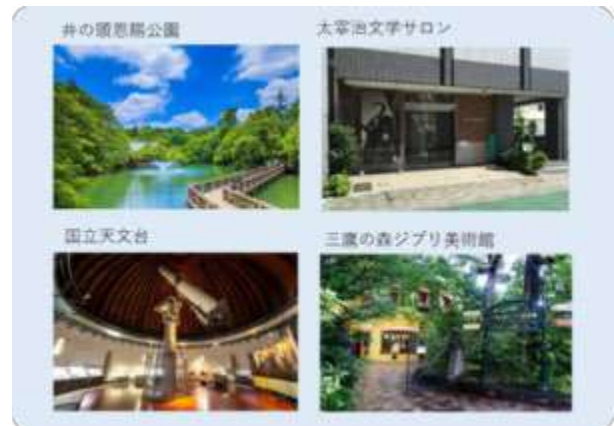 井の頭恩賜公園
太宰治文学サロン
国立天文台
三鷹の森ジブリ美術館